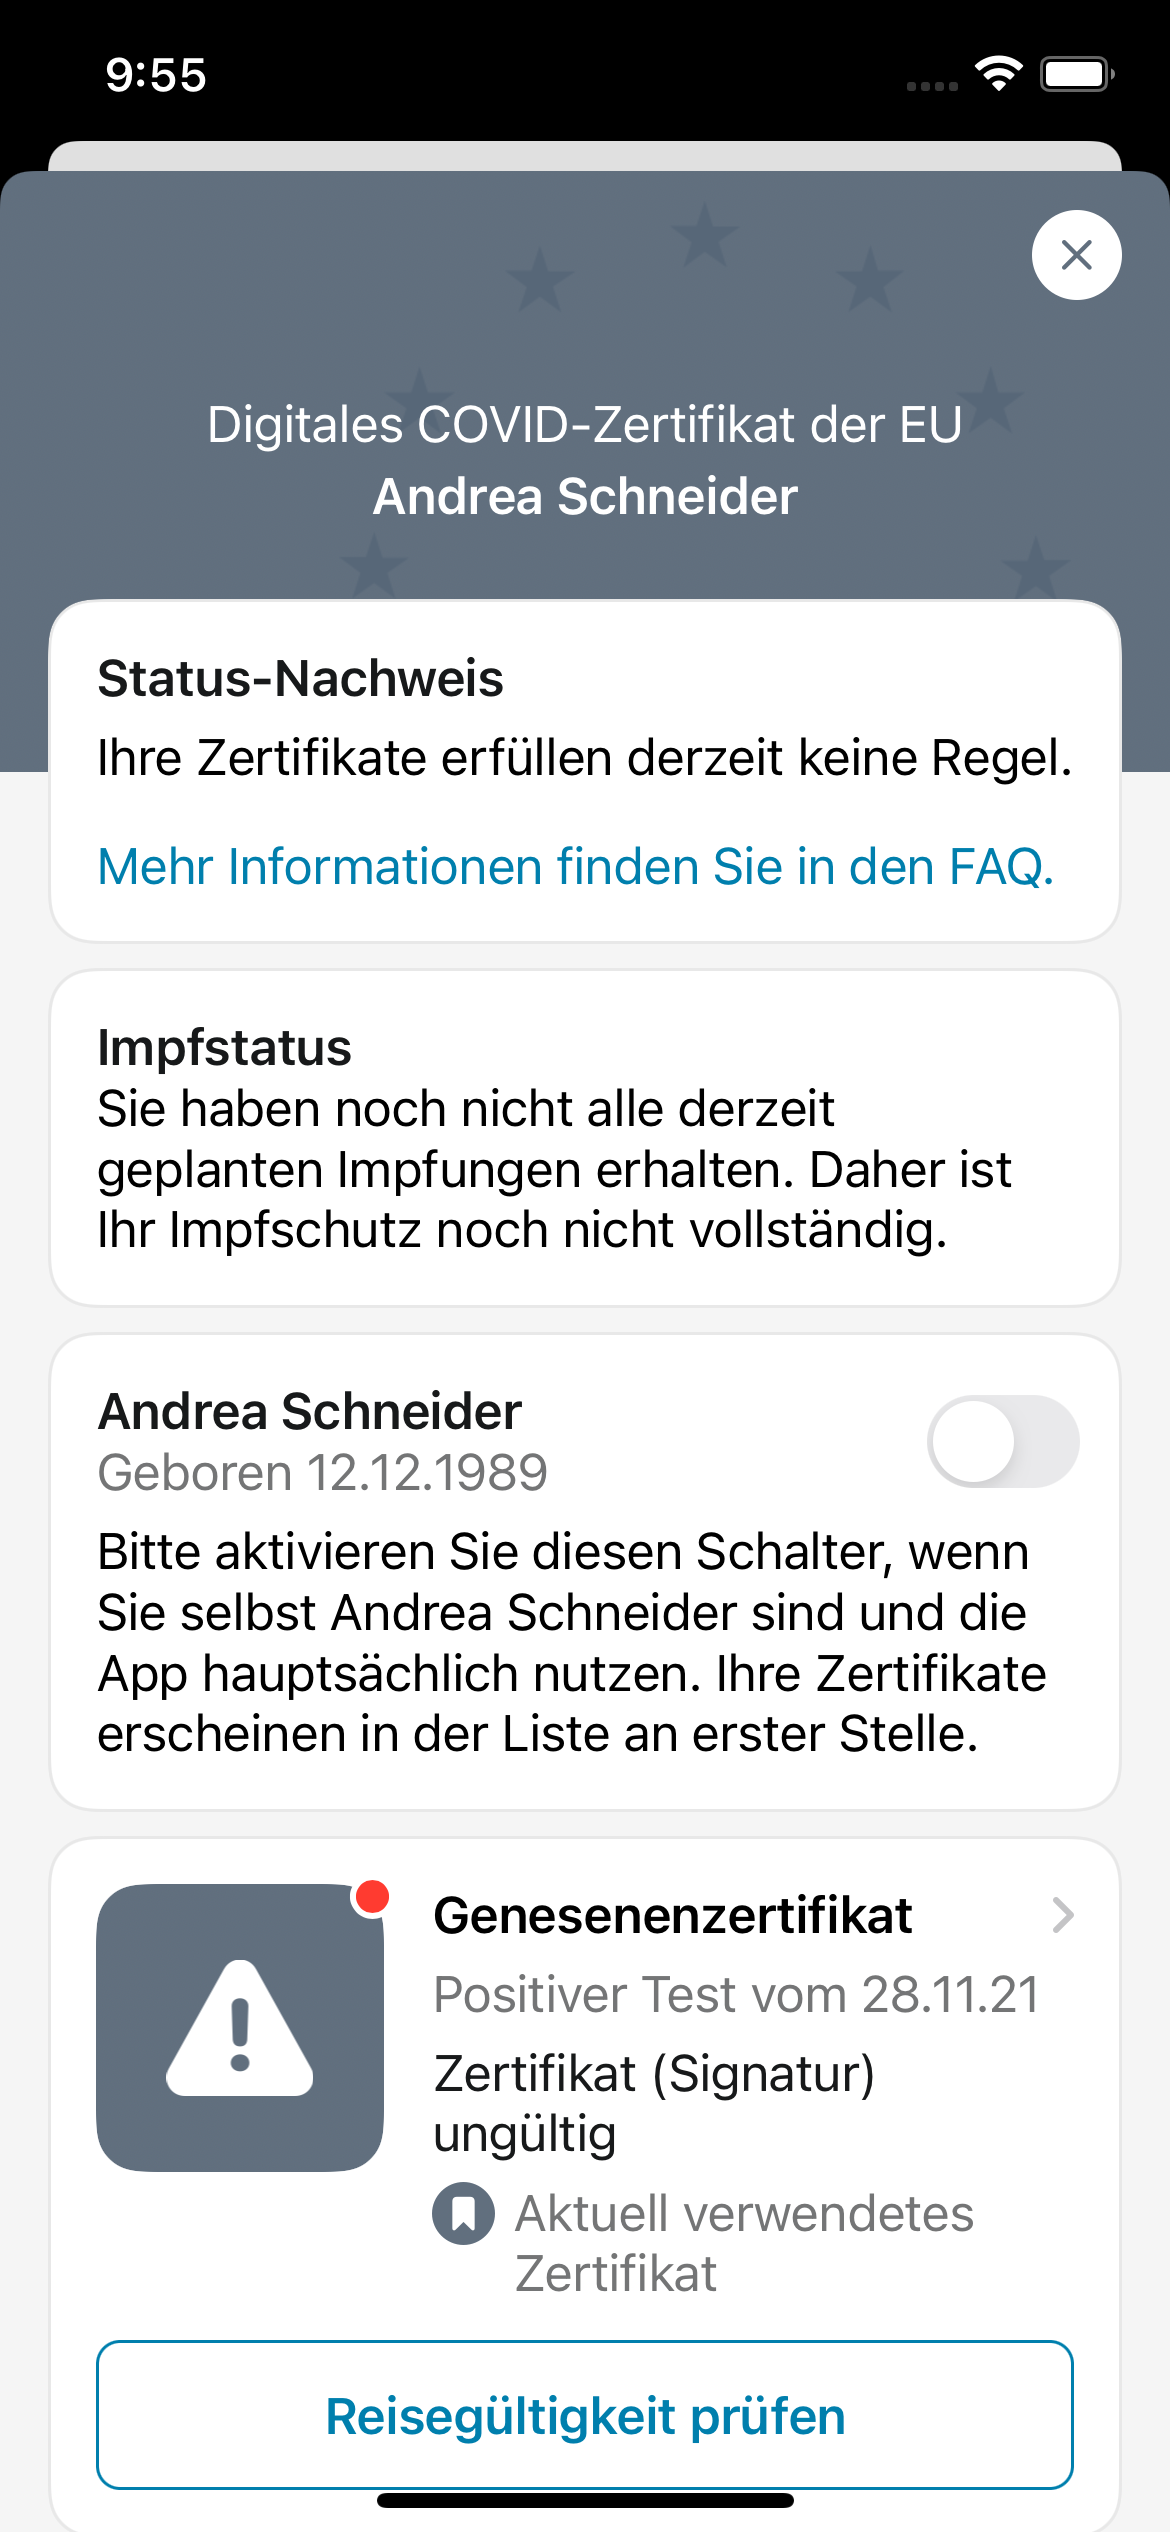 9:55
Digitales COVID-Zertifikat der EU
Andrea Schneider
Status-Nachweis
Ihre Zertifikate erfüllen derzeit keine Regel.
Mehr Informationen finden Sie in den FAQ.
Impfstatus
Sie haben noch nicht alle derzeit
geplanten Impfungen erhalten. Daher ist
Ihr Impfschutz noch nicht vollständig.
Andrea Schneider
Geboren 12.12.1989
Bitte aktivieren Sie diesen Schalter, wenn
Sie selbst Andrea Schneider sind und die
App hauptsächlich nutzen. Ihre Zertifikate
erscheinen in der Liste an erster Stelle.
Genesenenzertifikat
Positiver Test vom 28.11.21
Zertifikat (Signatur)
ungültig
Aktuell verwendetes
Zertifikat
Reisegültigkeit prüfen